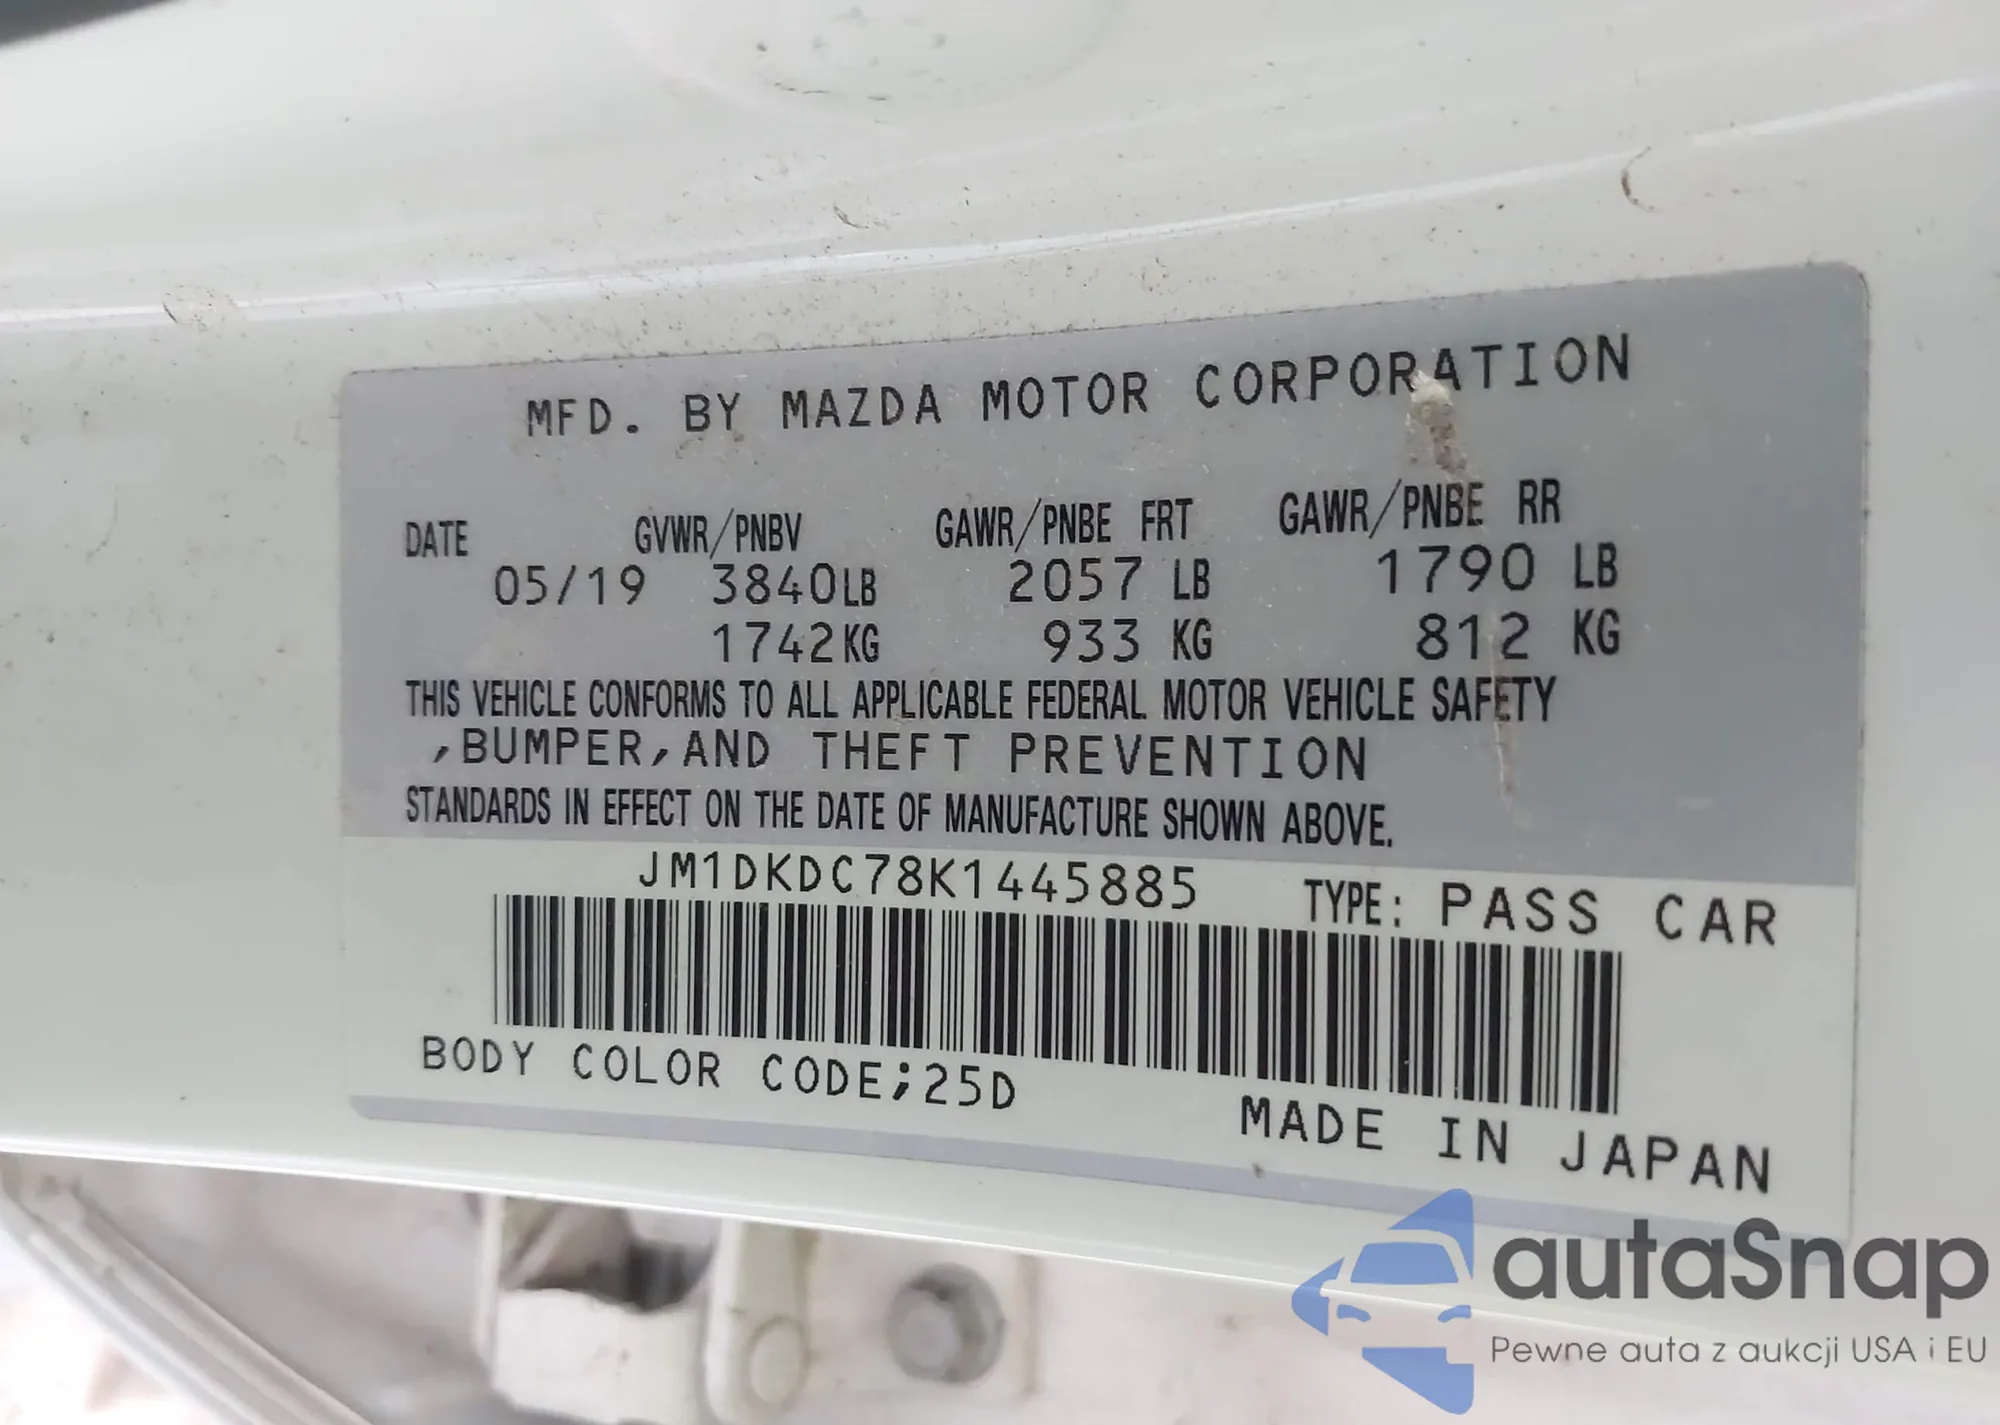 MFD. BY MAZDA MOTOR CORPORATION
DATE GVWR/PNBV GAWR/PNBE FRT GAWR/PNBE RR
05/19 3840LB 2057 LB 1790 LB
1742KG 933 KG 812 KG
THIS VEHICLE CONFORMS TO ALL APPLICABLE FEDERAL MOTOR VEHICLE SAFETY
,BUMPER,AND THEFT PREVENTION
STANDARDS IN EFFECT ON THE DATE OF MANUFACTURE SHOWN ABOVE.
JM1DKDC78K1445885 TYPE: PASS CAR
BODY COLOR CODE;25D
MADE IN JAPAN
autaSnap
Pewne auta z aukcji USA i EU